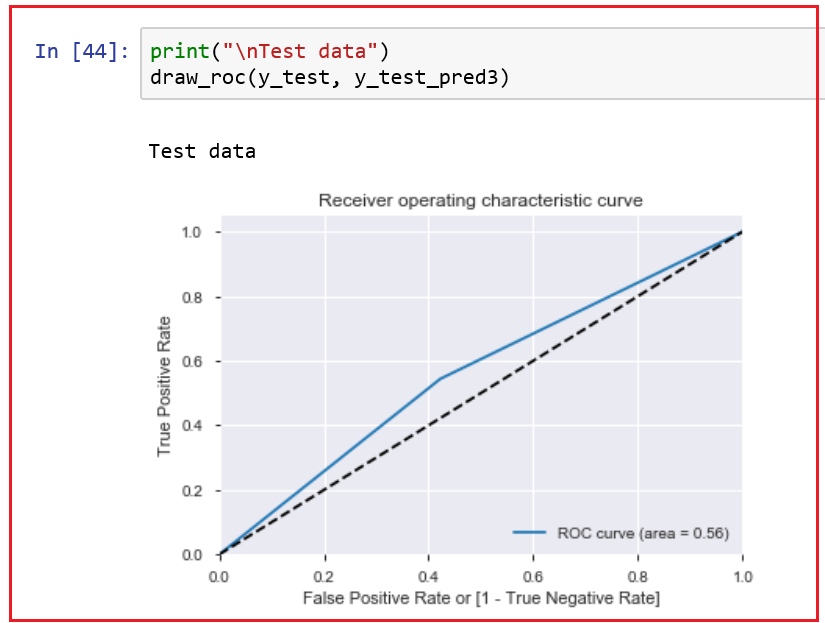 In [44]: print("\nTest data")
draw_roc(y_test, y_test_pred3)
Test data
Receiver operating characteristic curve
1.0
0.8
0.6
0.4
0.2
0.0
True Positive Rate
ROC curve (area = 0.56)
0.0 0.2 0.4 0.6 0.8 1.0
False Positive Rate or [1 - True Negative Rate]